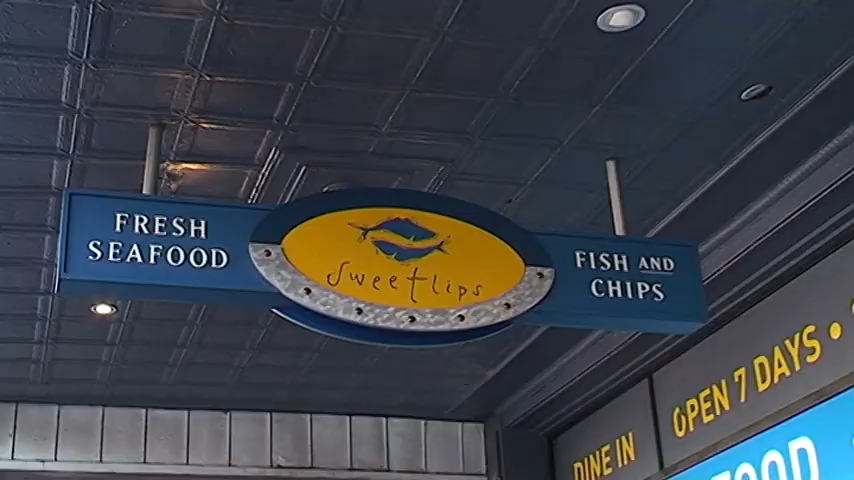 FRESH
SEAFOOD
Sweetlips
FISH AND
CHIPS
DINE IN
OPEN 7 DAYS •